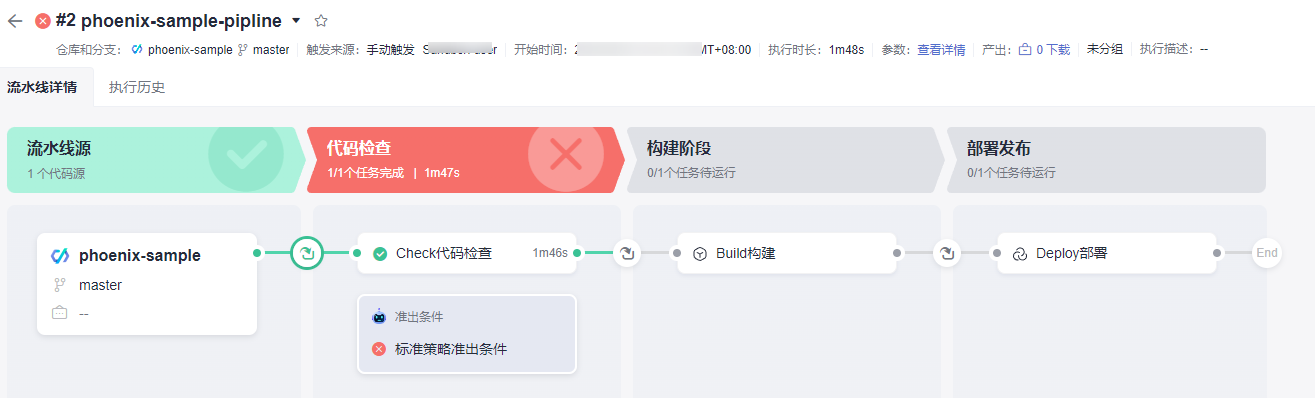 #2 phoenix-sample-pipline
仓库和分支： phoenix-sample master 触发来源：手动触发 开始时间： MT+08:00 执行时长：1m48s 参数：查看详情 产出： 0 下载 未分组 执行描述：--
流水线详情 执行历史
流水线源 代码检查 构建阶段 部署发布
1 个代码源 1/1个任务完成 | 1m47s 0/1个任务待运行 0/1个任务待运行
phoenix-sample Check代码检查 1m46s Build构建 Deploy部署 End
master
--
准出条件
标准策略准出条件